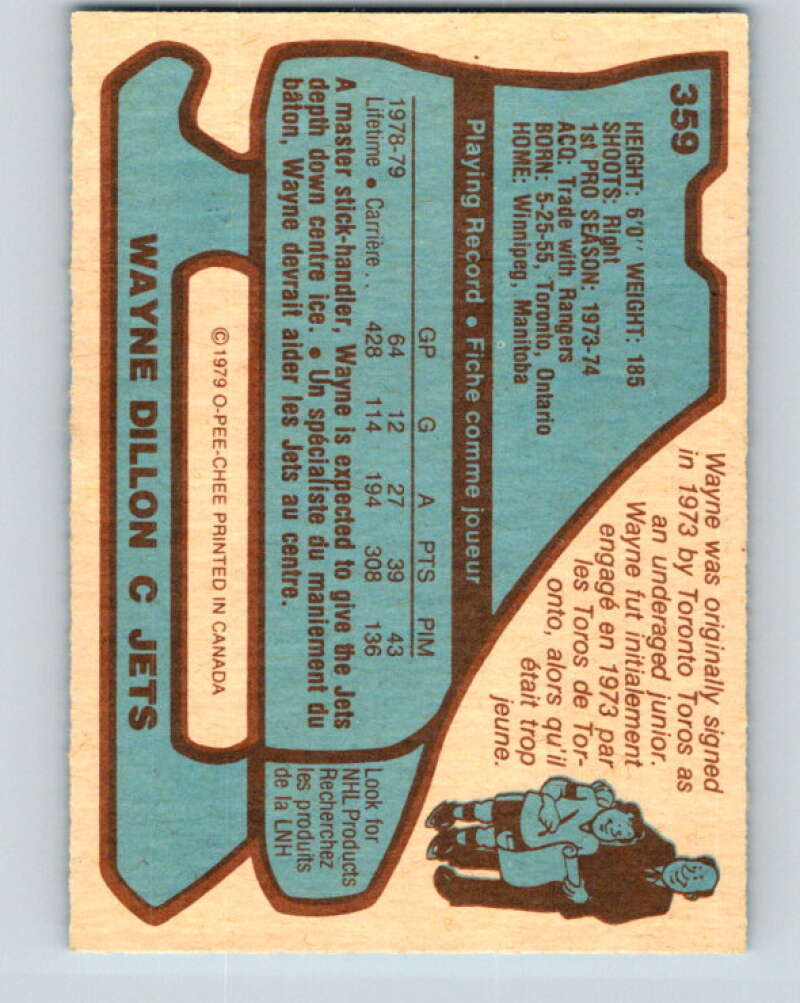 359
HEIGHT: 6'0'' WEIGHT: 185
SHOOTS: Right
1st PRO SEASON: 1973-74
ACQ: Trade with Rangers
BORN: 5-25-55, Toronto, Ontario
HOME: Winnipeg, Manitoba
Wayne was originally signed
in 1973 by Toronto Toros as
an underaged junior.
Wayne fut initialement
engagé en 1973 par
les Toros de Tor-
onto, alors qu'il
était trop
jeune.
Playing Record • Fiche comme joueur
GP G A PTS PIM
1978-79 64 12 27 39 43
Lifetime • Carrière . . 428 114 194 308 136
A master stick-handler, Wayne is expected to give the Jets
depth down centre ice. • Un spécialiste du maniement du
bâton, Wayne devrait aider les Jets au centre.
Look for
NHL Products
Recherchez
les produits
de la LNH
© 1979 O-PEE-CHEE PRINTED IN CANADA
WAYNE DILLON C JETS